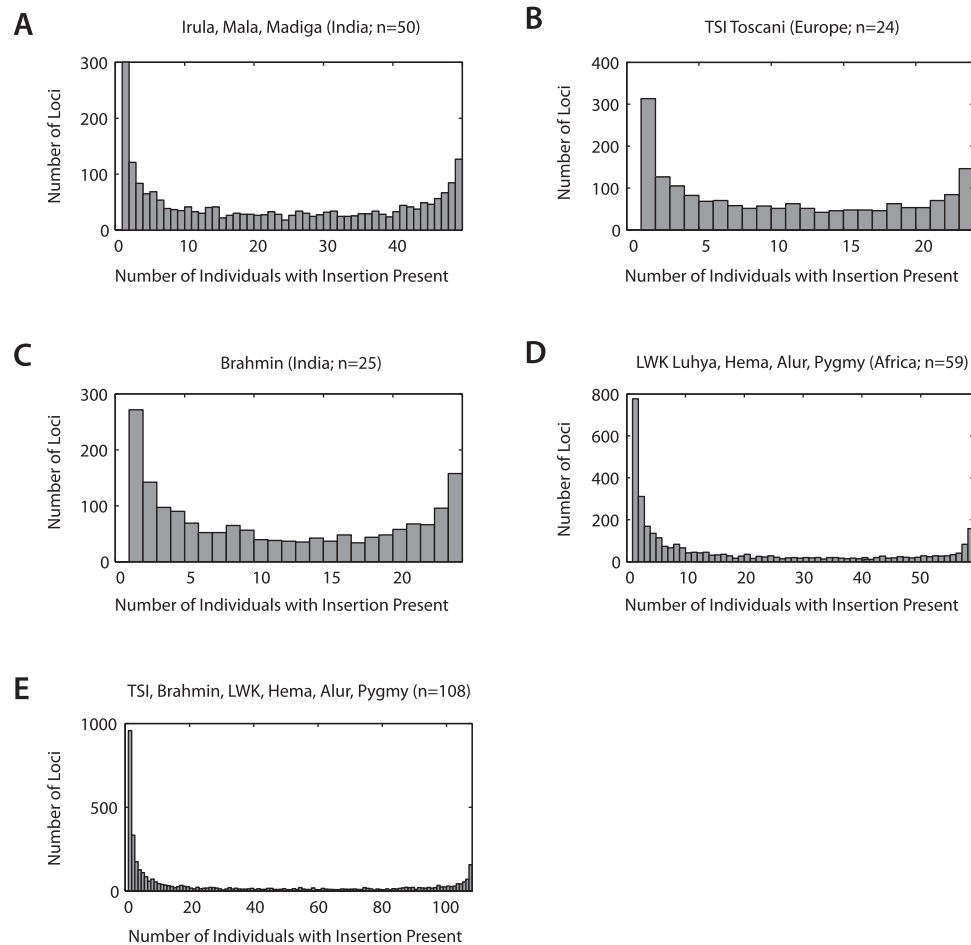 A
Irula, Mala, Madiga (India; n=50)
300
200
100
0
Number of Loci
0 10 20 30 40
Number of Individuals with Insertion Present
B
TSI Toscani (Europe; n=24)
400
300
200
100
0
Number of Loci
0 5 10 15 20
Number of Individuals with Insertion Present
C
Brahmin (India; n=25)
300
200
100
0
Number of Loci
0 5 10 20
Number of Individuals with Insertion Present
D
LWK Luhya, Hema, Alur, Pygmy (Africa; n=59)
800
600
400
200
0
Number of Loci
0 10 20 30 40 50
Number of Individuals with Insertion Present
E
TSI, Brahmin, LWK, Hema, Alur, Pygmy (n=108)
1000
500
0
Number of Loci
0 20 40 60 80 100
Number of Individuals with Insertion Present